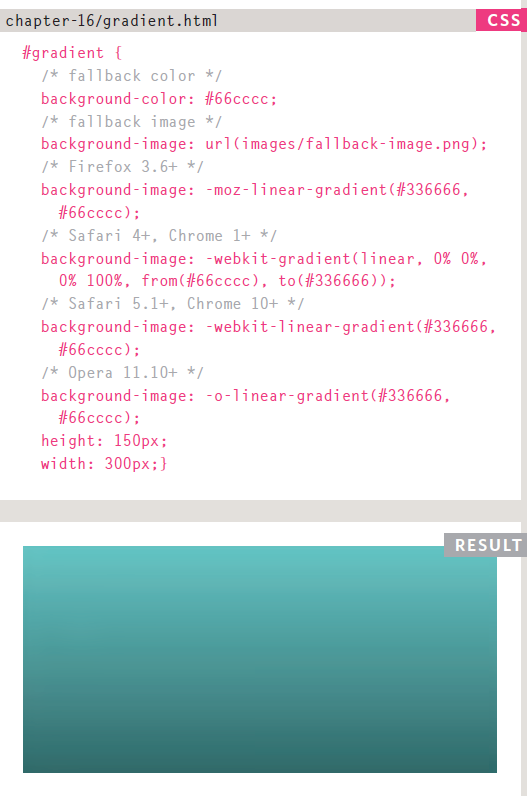 chapter-16/gradient.html
CSS
#gradient {
/* fallback color */
background-color: #66cccc;
/* fallback image */
background-image: url(images/fallback-image.png);
/* Firefox 3.6+ */
background-image: -moz-linear-gradient(#336666,
#66cccc);
/* Safari 4+, Chrome 1+ */
background-image: -webkit-gradient(linear, 0% 0%,
0% 100%, from(#66cccc), to(#336666));
/* Safari 5.1+, Chrome 10+ */
background-image: -webkit-linear-gradient(#336666,
#66cccc);
/* Opera 11.10+ */
background-image: -o-linear-gradient(#336666,
#66cccc);
height: 150px;
width: 300px;}
RESULT